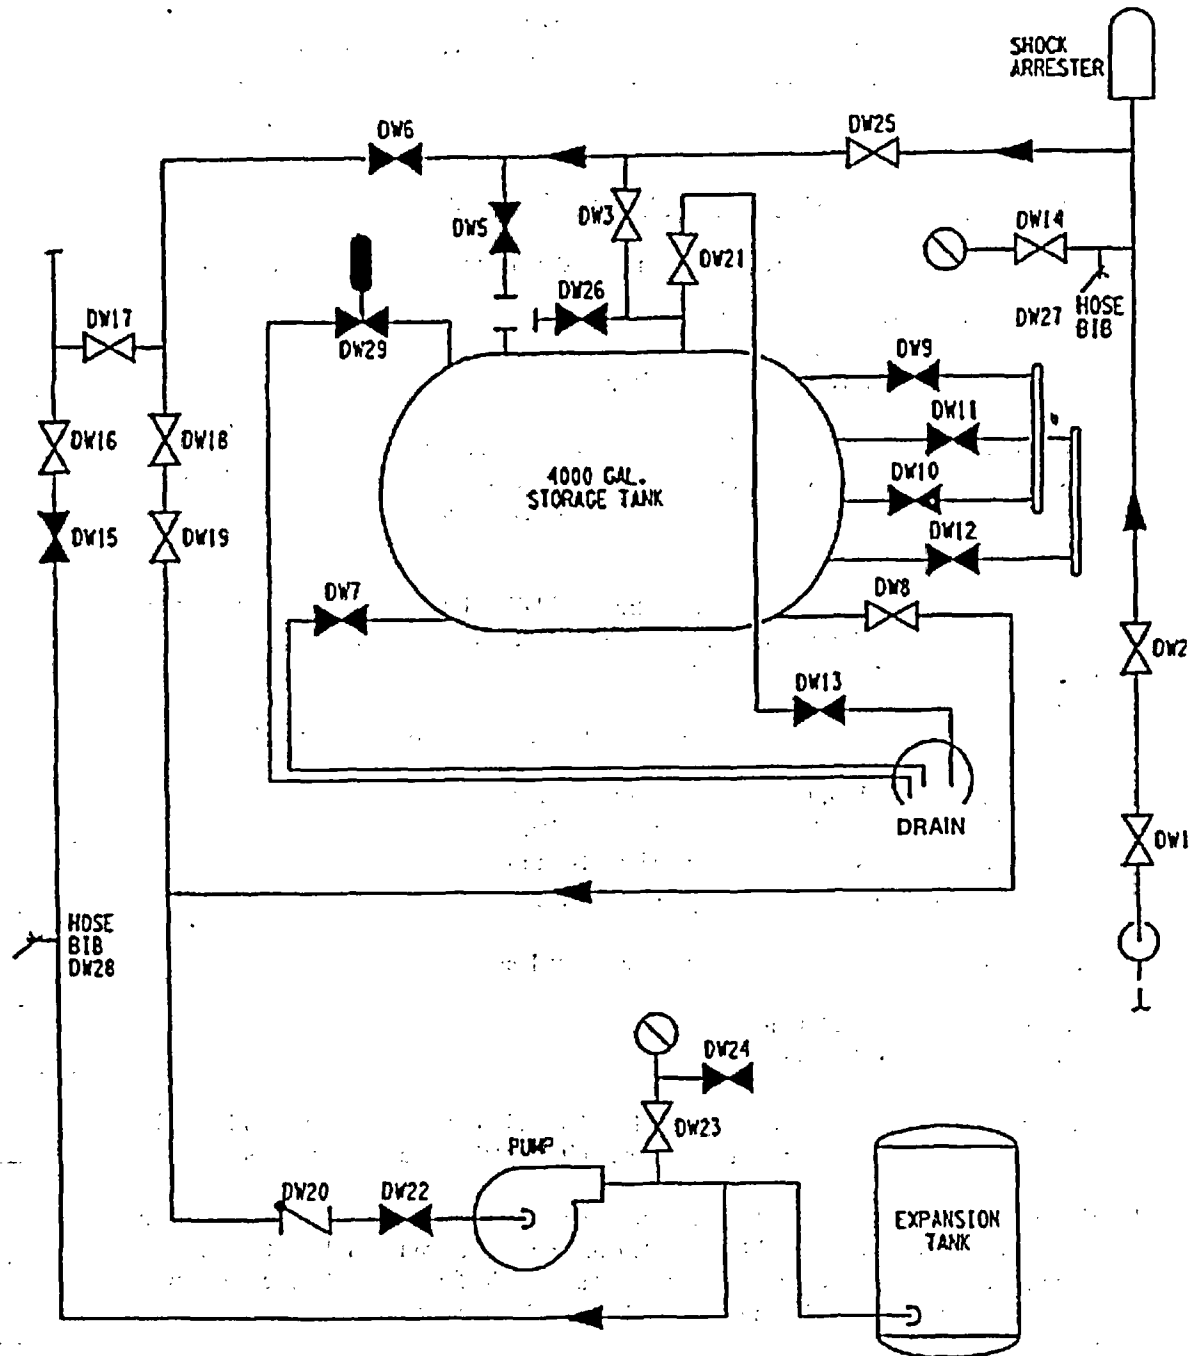 SHOCK
ARRESTER
DW6
DW25
DW5
DW3
DW21
DW14
DW26
DW27
HOSE
BIB
DW17
DW29
DW9
DW11
DW16
DW18
4000 GAL.
STORAGE TANK
DW10
DW15
DW19
DW12
DW7
DW8
DW2
DW13
DRAIN
DW1
HOSE
BIB
DW28
DW24
DW23
PUMP
DW20
DW22
EXPANSION
TANK